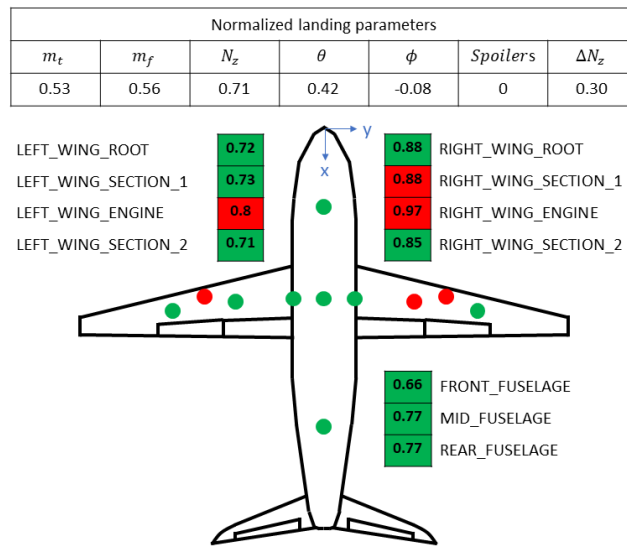 Normalized landing parameters
m_t m_f N_z θ ϕ Spoilers ΔN_z
0.53 0.56 0.71 0.42 -0.08 0 0.30
y
x
LEFT_WING_ROOT 0.72 0.88 RIGHT_WING_ROOT
LEFT_WING_SECTION_1 0.73 0.88 RIGHT_WING_SECTION_1
LEFT_WING_ENGINE 0.8 0.97 RIGHT_WING_ENGINE
LEFT_WING_SECTION_2 0.71 0.85 RIGHT_WING_SECTION_2
0.66 FRONT_FUSELAGE
0.77 MID_FUSELAGE
0.77 REAR_FUSELAGE